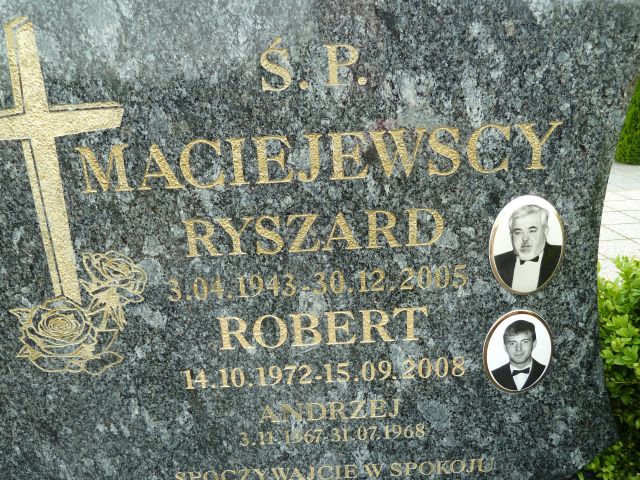 Ś. P.
MACIEJEWSCY
RYSZARD
3.04.1943-30.12.2005
ROBERT
14.10.1972-15.09.2008
ANDRZEJ
3.11.1967-31.07.1968
SPOCZYWAJCIE W SPOKOJU